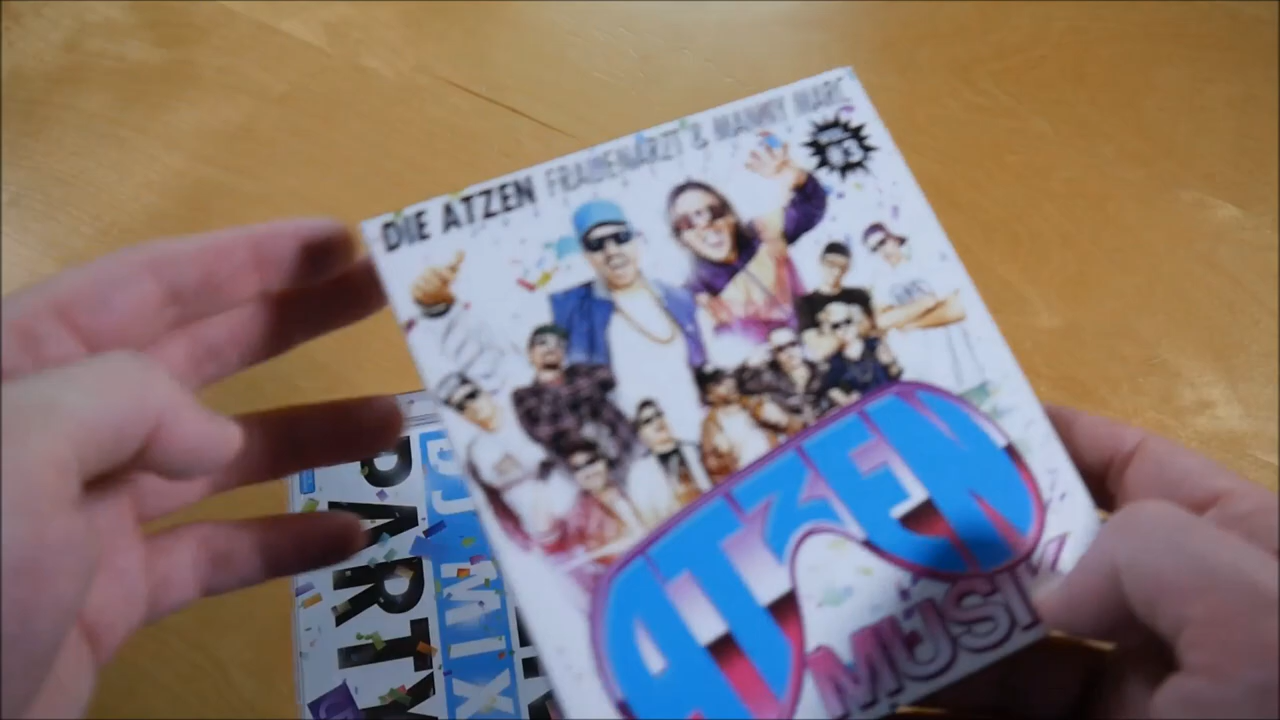 DIE ATZEN FRAUENARZT & MANNY MARC
ATZEN
MUSIK
PARTY
DJ MIX